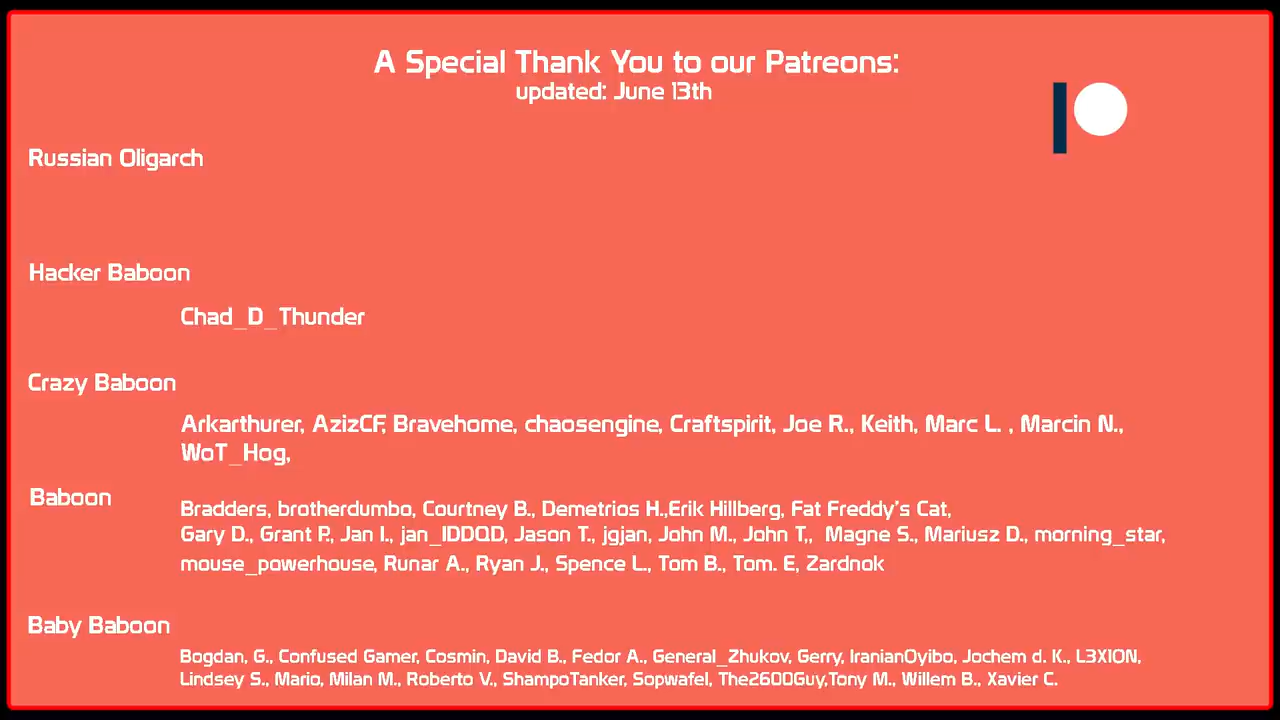 A Special Thank You to our Patreons:
updated: June 13th
Russian Oligarch
Hacker Baboon
Chad_D_Thunder
Crazy Baboon
Arkarthurer, AzizCF, Bravehome, chaosengine, Craftspirit, Joe R., Keith, Marc L. , Marcin N.,
WoT_Hog,
Baboon
Bradders, brotherdumbo, Courtney B., Demetrios H.,Erik Hillberg, Fat Freddy's Cat,
Gary D., Grant P., Jan I., jan_IDDQD, Jason T., jgjan, John M., John T,, Magne S., Mariusz D., morning_star,
mouse_powerhouse, Runar A., Ryan J., Spence L., Tom B., Tom. E, Zardnok
Baby Baboon
Bogdan, G., Confused Gamer, Cosmin, David B., Fedor A., General_Zhukov, Gerry, IranianOyibo, Jochem d. K., L3X1QN,
Lindsey S., Mario, Milan M., Roberto V., ShampoTanker, Sopwafel, The2600Guy,Tony M., Willem B., Xavier C.